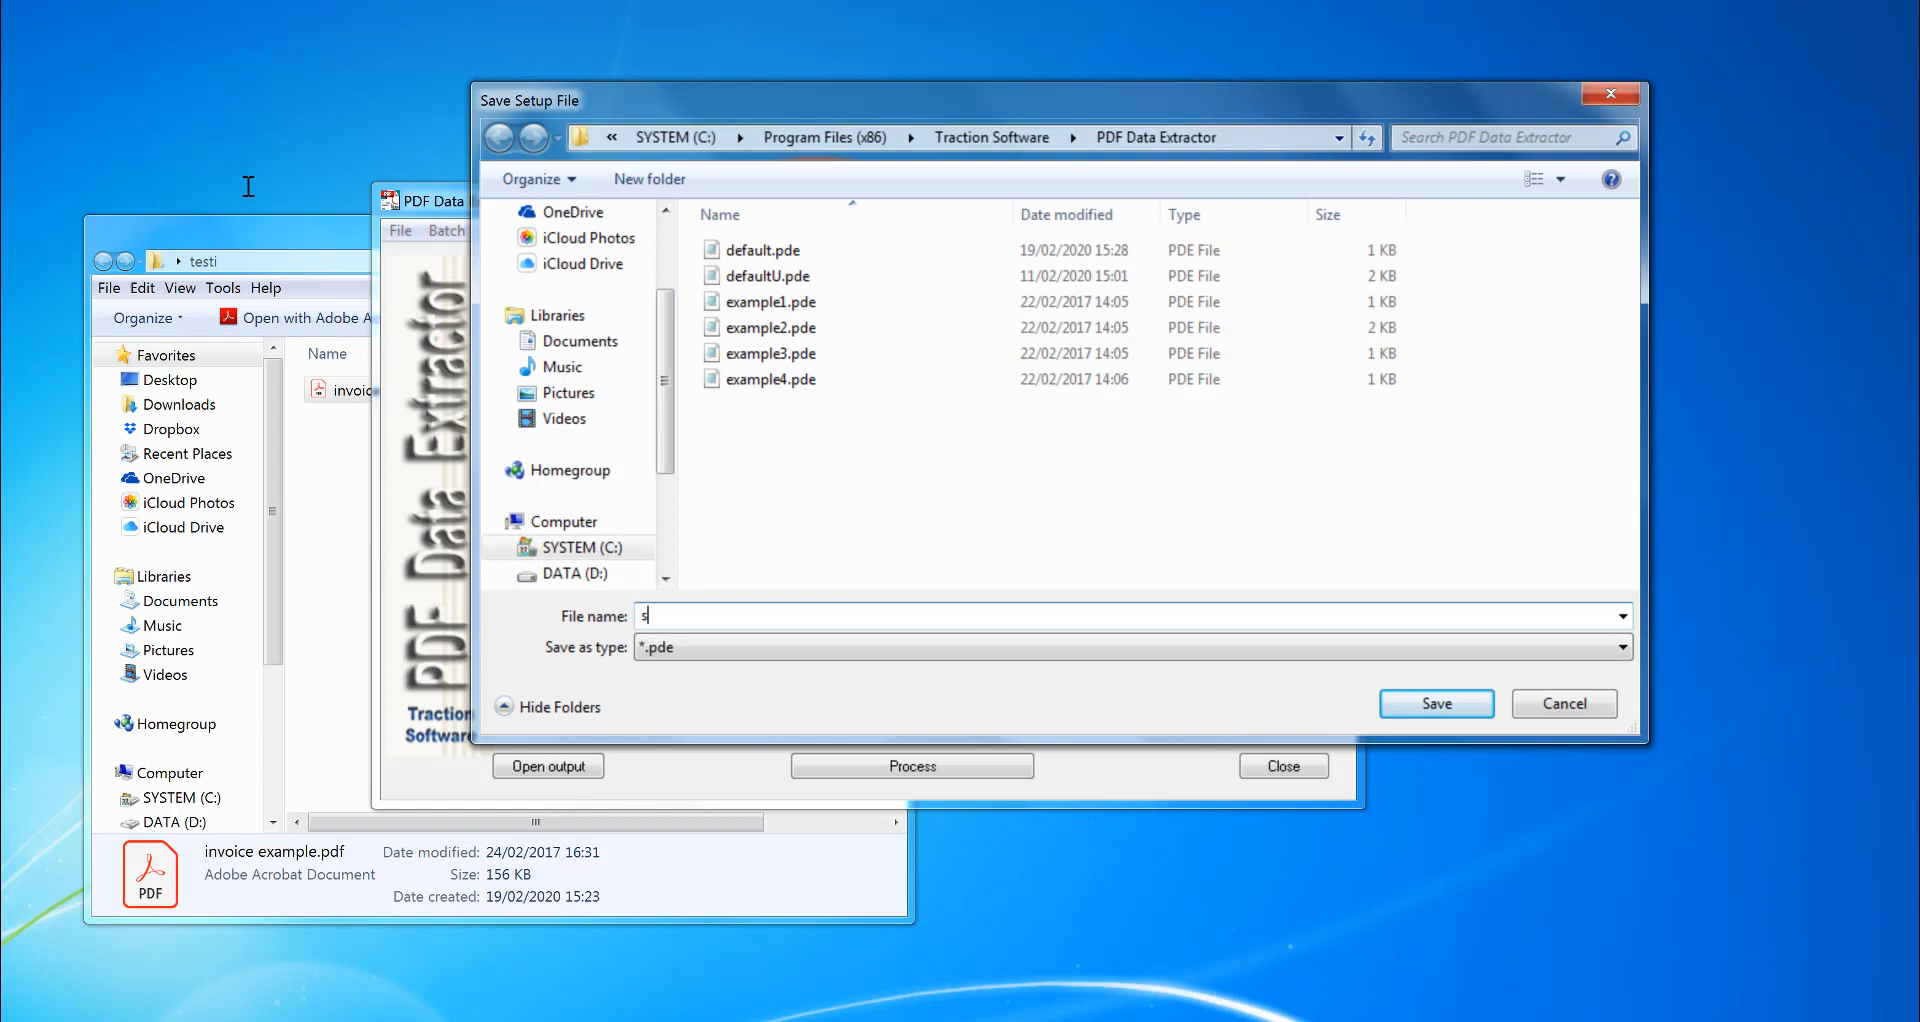 Save Setup File
« SYSTEM (C:) Program Files (x86) Traction Software PDF Data Extractor
Search PDF Data Extractor
Organize New folder
OneDrive
iCloud Photos
iCloud Drive
Libraries
Documents
Music
Pictures
Videos
Homegroup
Computer
SYSTEM (C:)
DATA (D:)
Name Date modified Type Size
default.pde 19/02/2020 15:28 PDE File 1 KB
defaultU.pde 11/02/2020 15:01 PDE File 2 KB
example1.pde 22/02/2017 14:05 PDE File 1 KB
example2.pde 22/02/2017 14:05 PDE File 2 KB
example3.pde 22/02/2017 14:05 PDE File 1 KB
example4.pde 22/02/2017 14:06 PDE File 1 KB
File name: s
Save as type: *.pde
Hide Folders
Save Cancel
PDF Data
File Batch
PDF Data Extractor
Traction
Software
Open output Process Close
testi
File Edit View Tools Help
Organize Open with Adobe A
Favorites
Desktop
Downloads
Dropbox
Recent Places
OneDrive
iCloud Photos
iCloud Drive
Libraries
Documents
Music
Pictures
Videos
Homegroup
Computer
SYSTEM (C:)
DATA (D:)
Name
invoic
PDF
invoice example.pdf Date modified: 24/02/2017 16:31
Adobe Acrobat Document Size: 156 KB
Date created: 19/02/2020 15:23